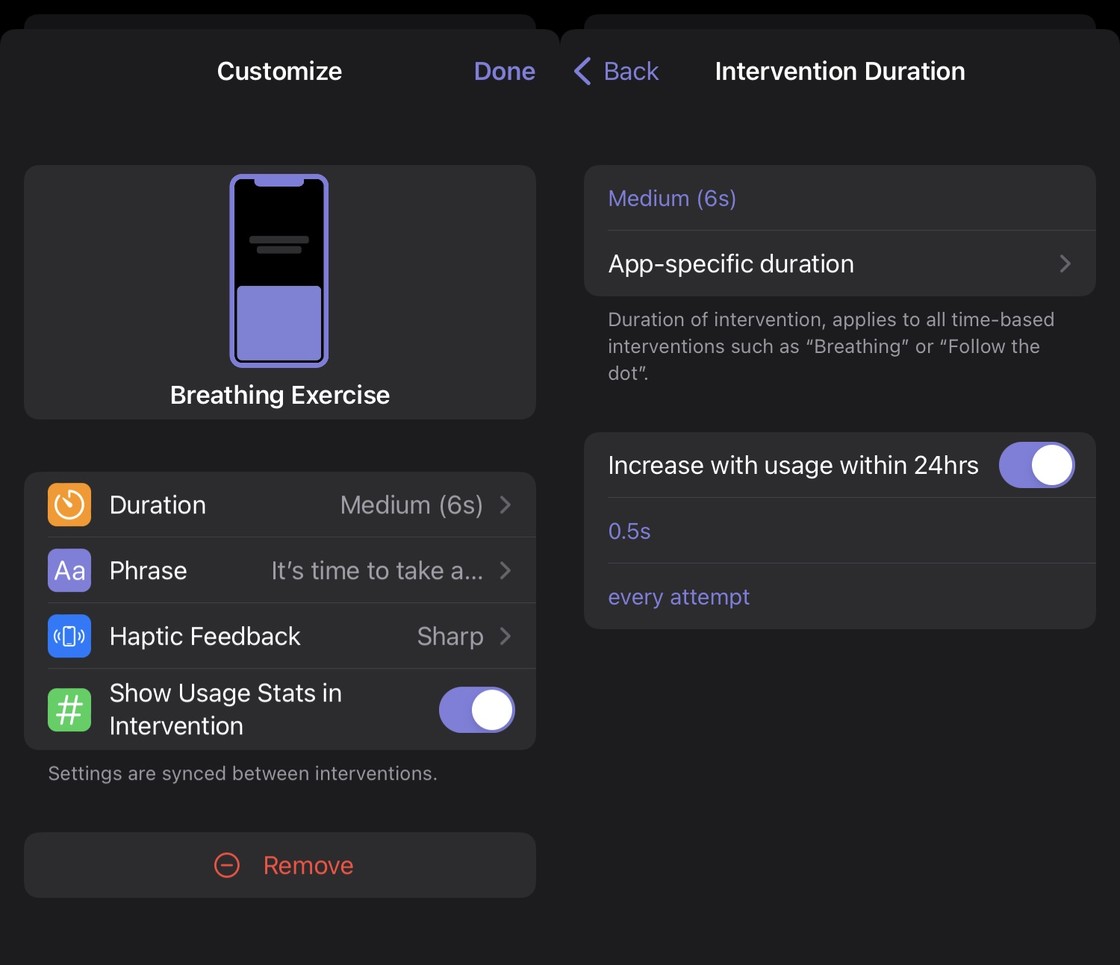 Customize
Done
Breathing Exercise
Duration
Medium (6s)
Aa
Phrase
It's time to take a...
Haptic Feedback
Sharp
#
Show Usage Stats in
Intervention
Settings are synced between interventions.
Remove
Back
Intervention Duration
Medium (6s)
App-specific duration
Duration of intervention, applies to all time-based
interventions such as “Breathing” or “Follow the
dot”.
Increase with usage within 24hrs
0.5s
every attempt